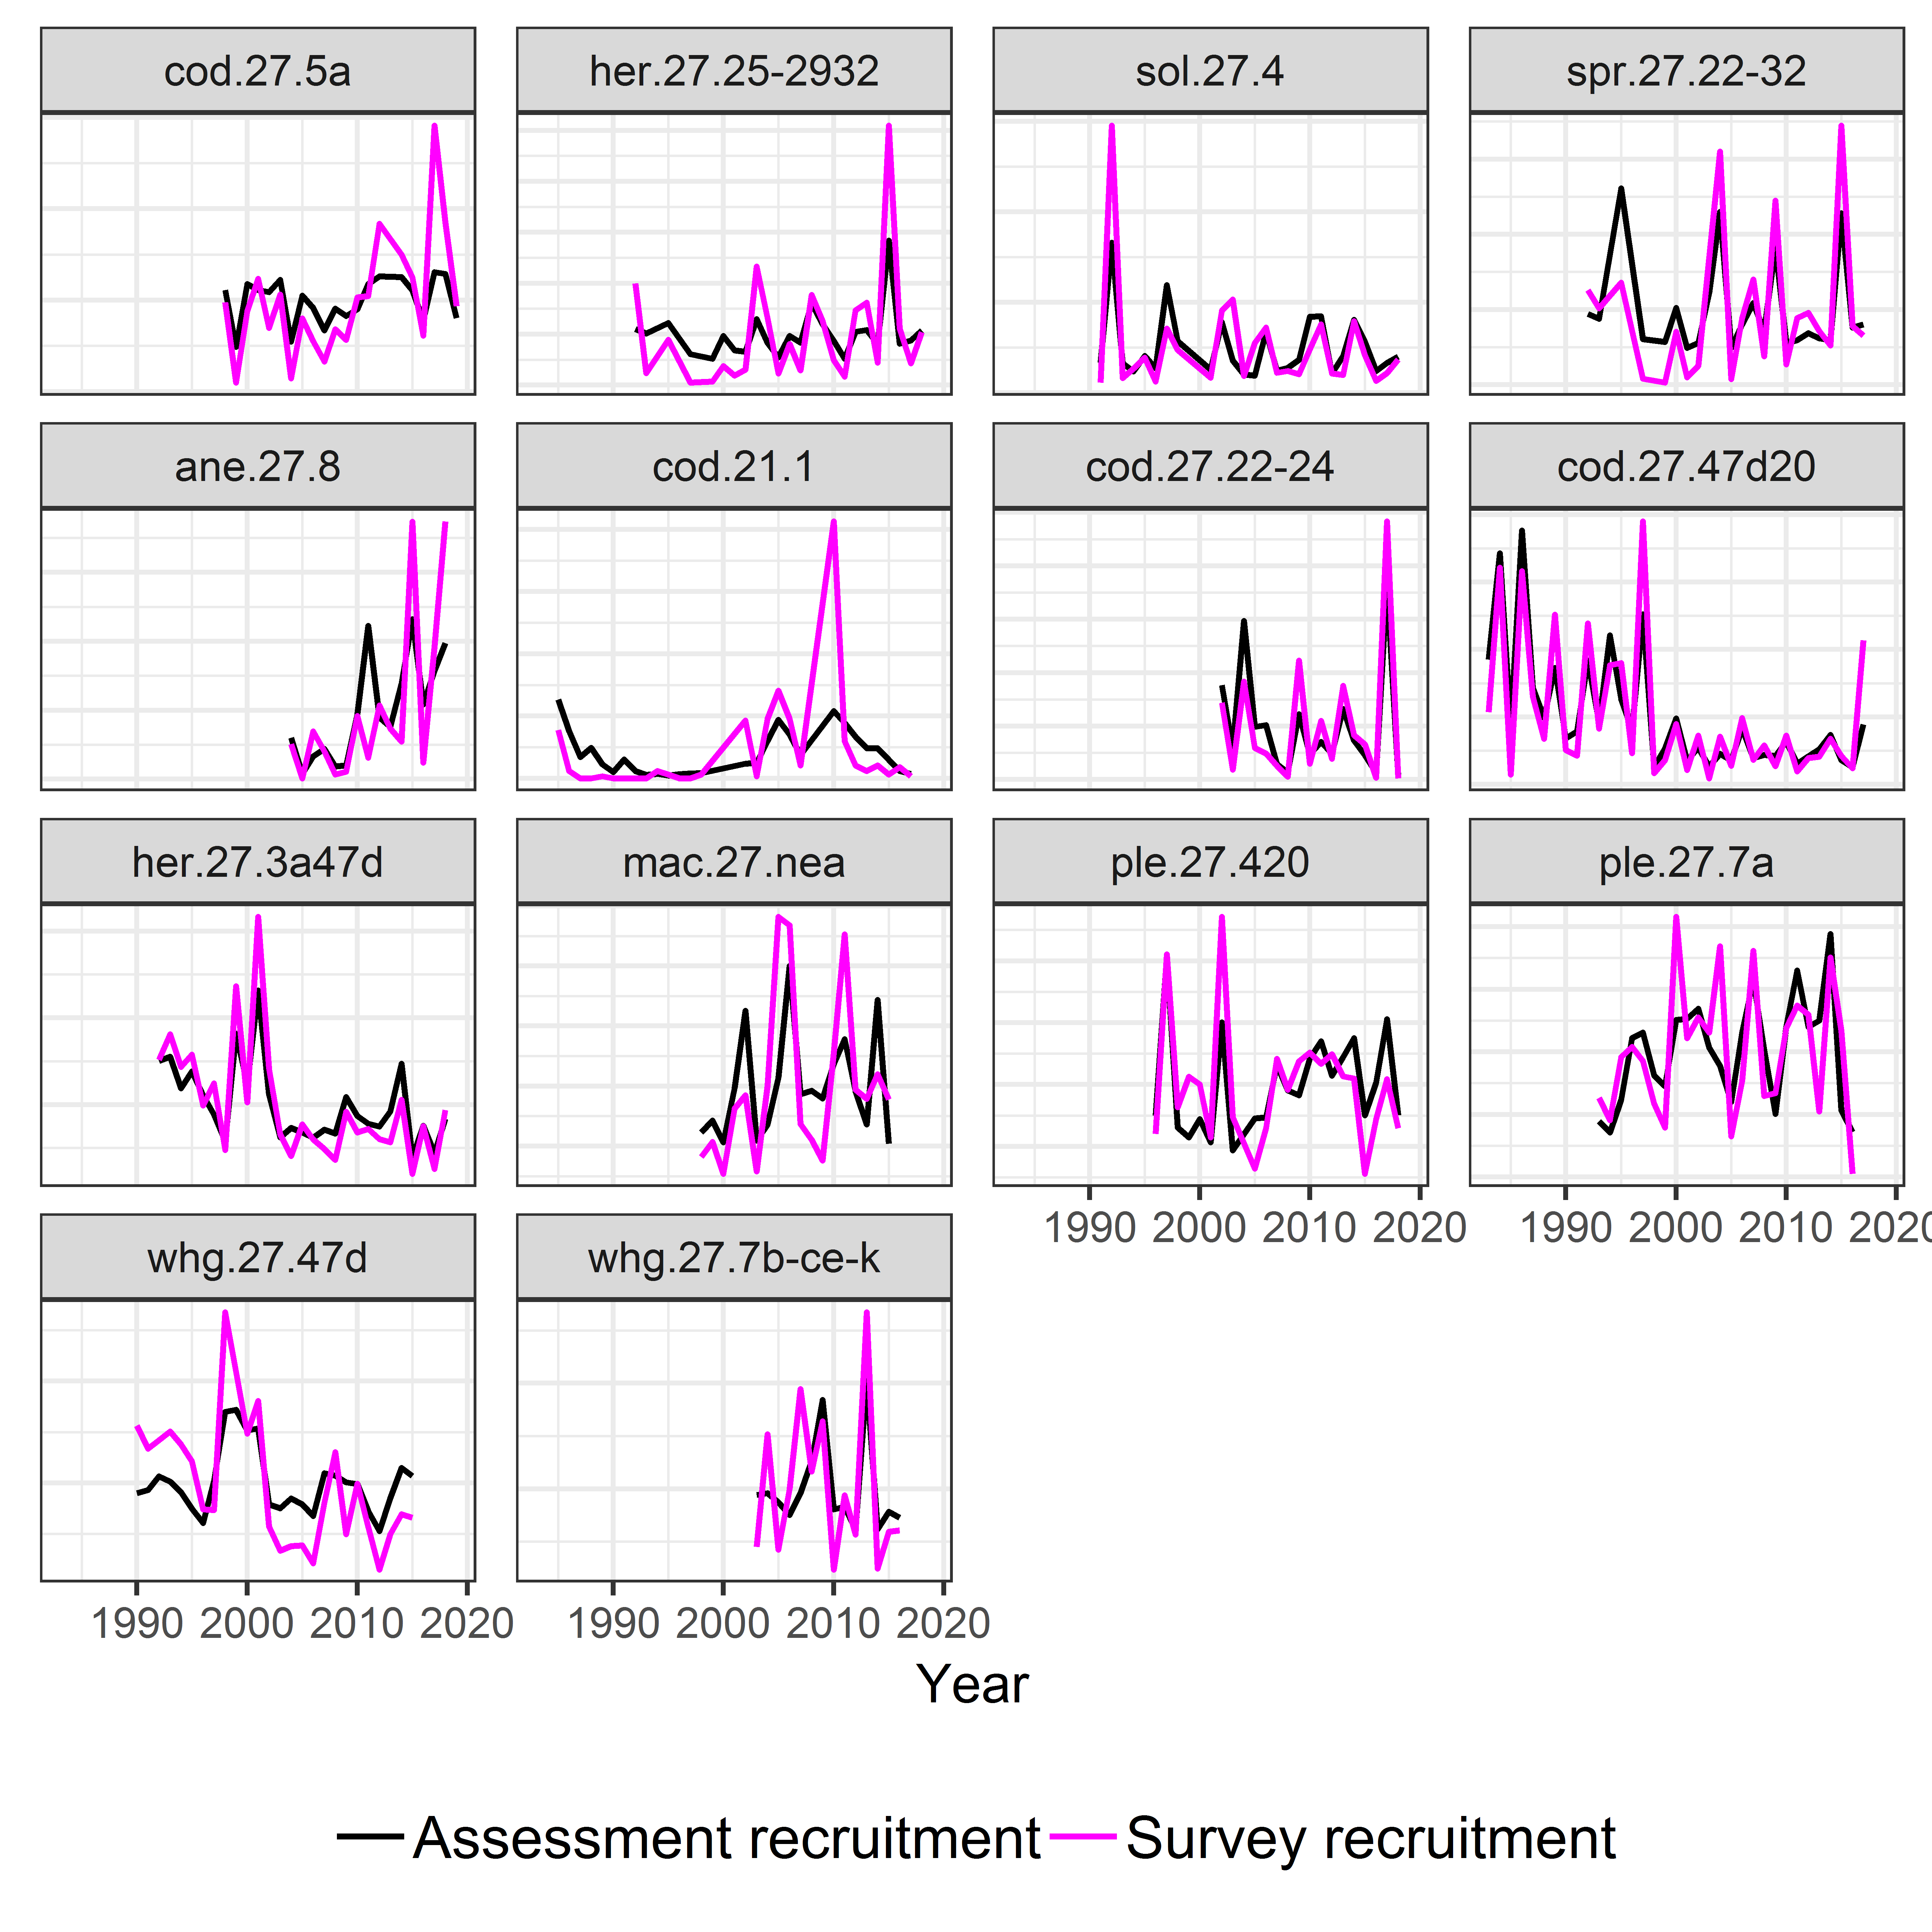 cod.27.5a her.27.25-2932 sol.27.4 spr.27.22-32
ane.27.8 cod.21.1 cod.27.22-24 cod.27.47d20
her.27.3a47d mac.27.nea ple.27.420 ple.27.7a
1990 2000 2010 2020 1990 2000 2010 2020
whg.27.47d whg.27.7b-ce-k
1990 2000 2010 2020 1990 2000 2010 2020
Year
Assessment recruitment Survey recruitment